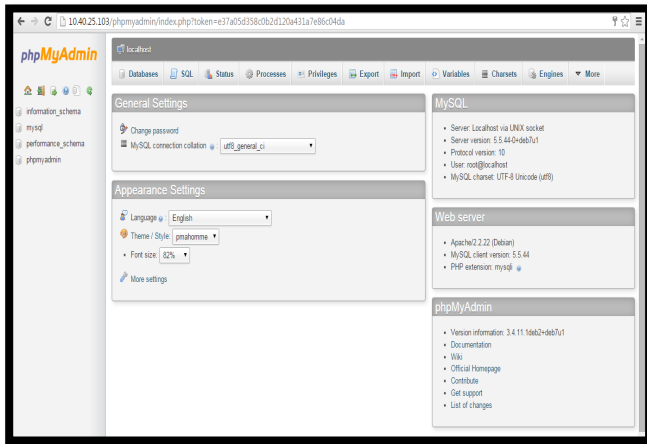 10.40.25.103/phpmyadmin/index.php?token=e37a05d358c0b2d120a431a7e86c04da
phpMyAdmin
information_schema
mysql
performance_schema
phpmyadmin
localhost
Databases SQL Status Processes Privileges Export Import Variables Charsets Engines More
General Settings
Change password
MySQL connection collation : utf8_general_ci
Appearance Settings
Language : English
Theme / Style: pmahomme
Font size: 82%
More settings
MySQL
Server: Localhost via UNIX socket
Server version: 5.5.44-0+deb7u1
Protocol version: 10
User: root@localhost
MySQL charset: UTF-8 Unicode (utf8)
Web server
Apache/2.2.22 (Debian)
MySQL client version: 5.5.44
PHP extension: mysqli
phpMyAdmin
Version information: 3.4.11.1deb2+deb7u1
Documentation
Wiki
Official Homepage
Contribute
Get support
List of changes